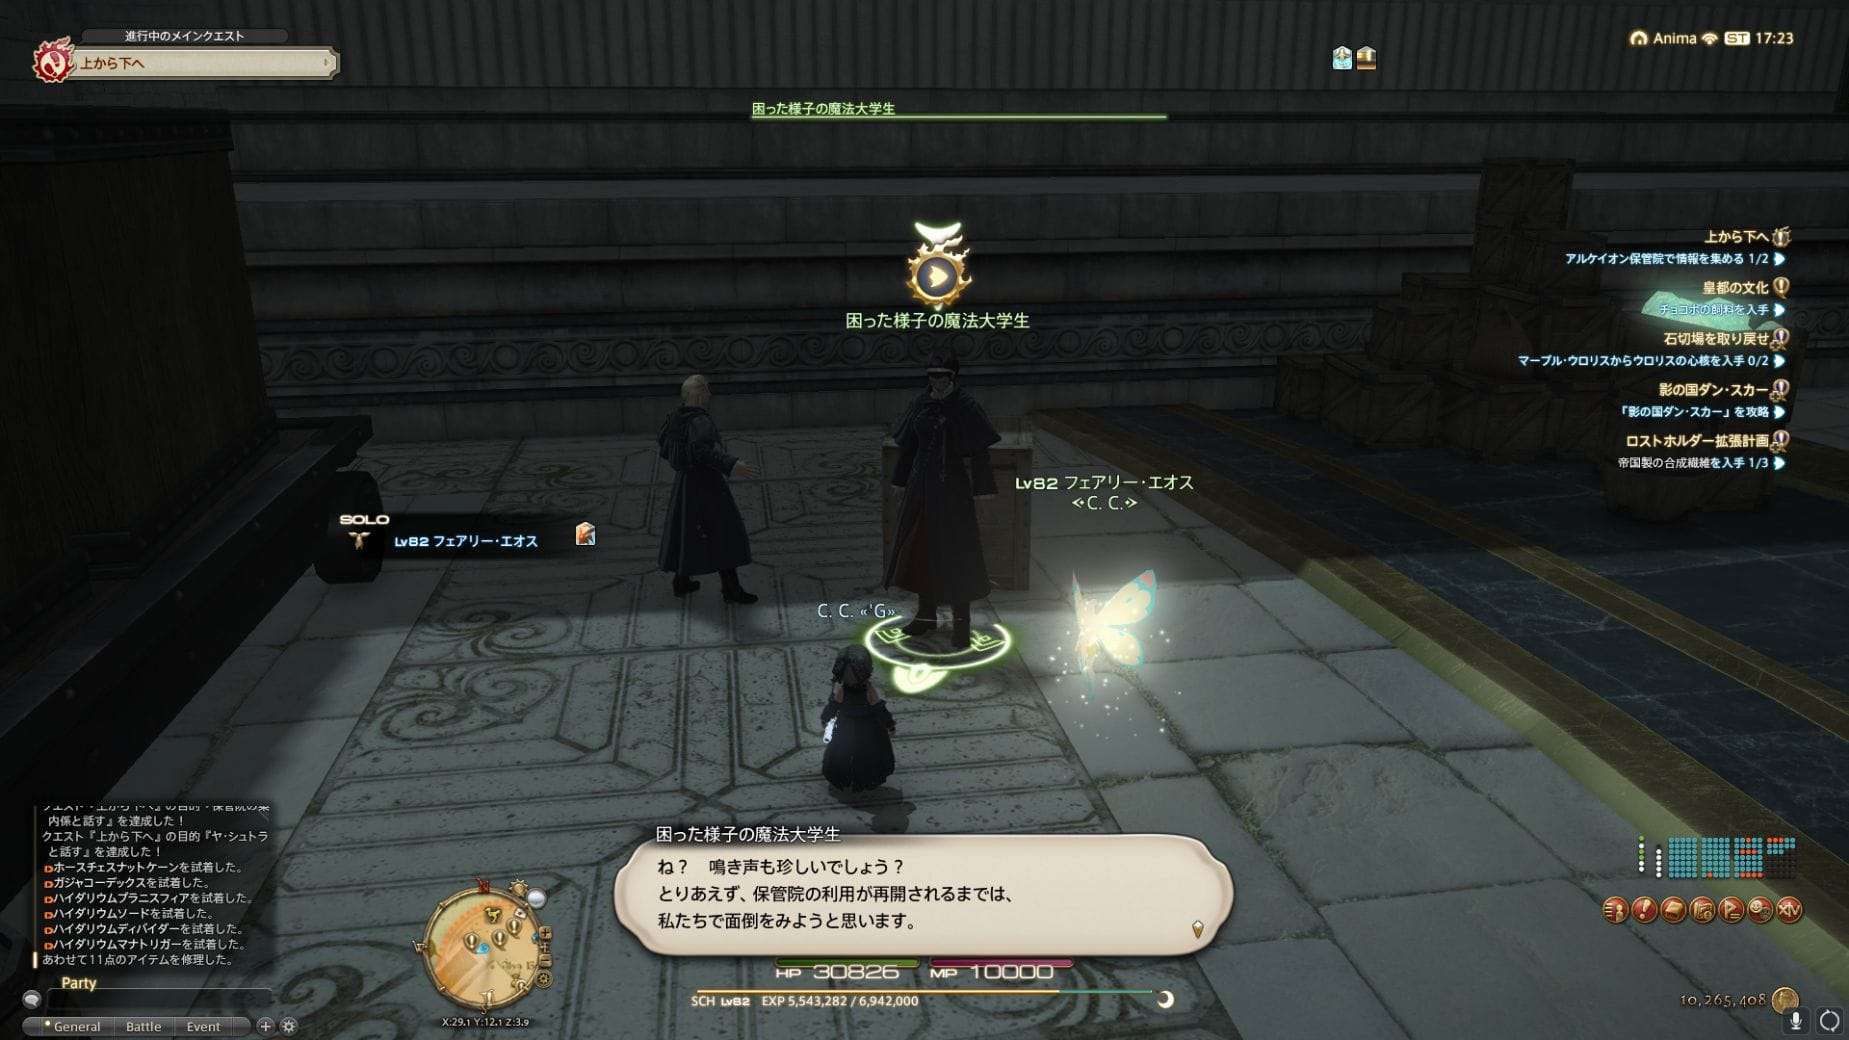 進行中のメインクエスト
上から下へ
Anima ST 17:23
困った様子の魔法大学生
困った様子の魔法大学生
上から下へ
アルケイオン保管院で情報を集める 1/2
皇都の文化
チョコボの飼料を入手
石切場を取り戻せ
マーブル・ウロリスからウロリスの心核を入手 0/2
影の国ダン・スカー
『影の国ダン・スカー』を攻略
ロストホルダー拡張計画
帝国製の合成繊維を入手 1/3
Lv82 フェアリー・エオス
<C. C.>
SOLO
Lv82 フェアリー・エオス
C. C. «'G»
困った様子の魔法大学生
ね?　鳴き声も珍しいでしょう?
とりあえず、保管院の利用が再開されるまでは、
私たちで面倒をみようと思います。
内係と話す』を達成した!
クエスト『上から下へ』の目的『ヤ・シュトラ
と話す』を達成した!
ホースチェスナットケーンを試着した。
ガジャコーデックスを試着した。
ハイダリウムプラニスフィアを試着した。
ハイダリウムソードを試着した。
ハイダリウムディバイダーを試着した。
ハイダリウムマナトリガーを試着した。
あわせて11点のアイテムを修理した。
Party
General Battle Event
X:29.1 Y:12.1 Z:3.9
HP 30826 MP 10000
SCH Lv82 EXP 5,543,282 / 6,942,000
10,265,408